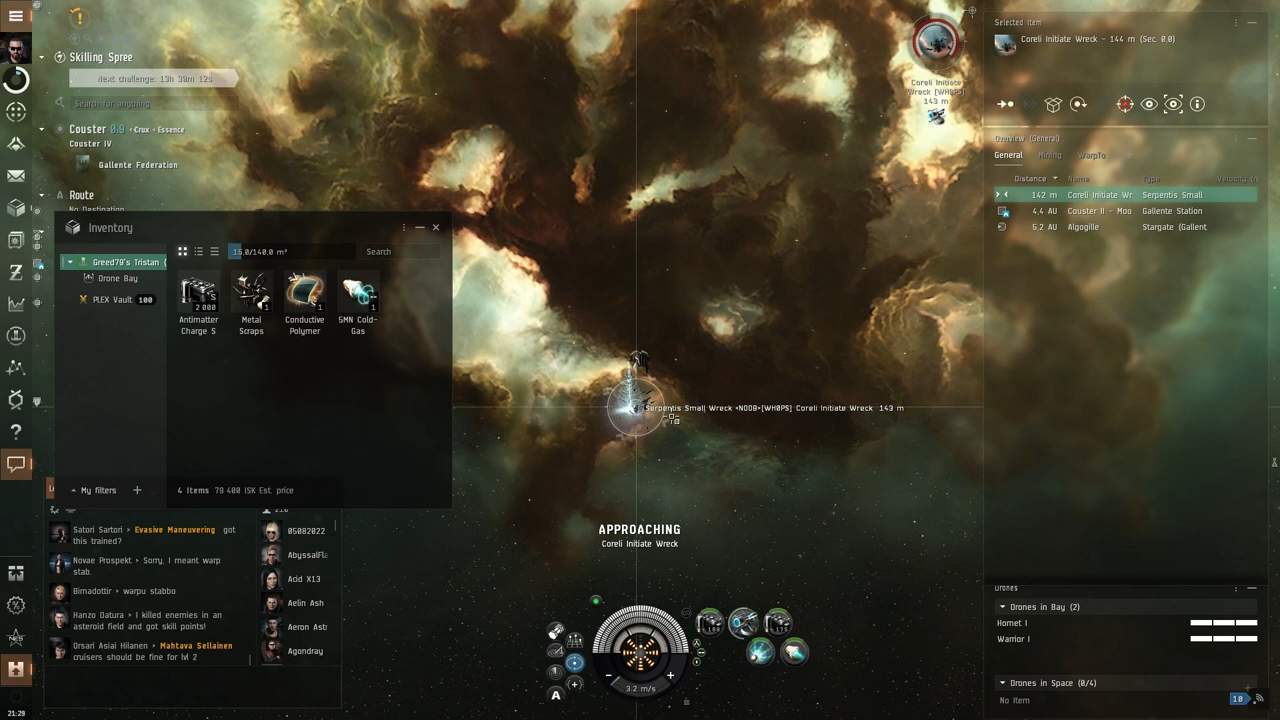 Skilling Spree
Next challenge: 13h 39m 12s
Search for anything
Couster 0.9 < Crux < Essence
Couster IV
Gallente Federation
Route
No Destination
Inventory
Greed79's Tristan (
Drone Bay
PLEX Vault 100
15,0/140,0 m³
Search
2 000
1
1
1
Antimatter Charge S
Metal Scraps
Conductive Polymer
5MN Cold-Gas
My filters +
4 Items 79 400 ISK Est. price
Satori Sartori > Evasive Maneuvering got
this trained?
Novae Prospekt > Sorry, I meant warp
stab.
Bimadottir > warpu stabbo
Hanzo Datura > I killed enemies in an
asteroid field and got skill points!
Orsari Asiai Hilanen > Mahtava Sellainen
cruisers should be fine for lvl 2
05082022
AbyssalFla
Acid X13
Aelin Ash
Aeron Astr
Agondray
21:29
Coreli Initiate
Wreck [WH0PS]
143 m
Serpentis Small Wreck <NOOB>[WH0PS] Coreli Initiate Wreck 143 m
APPROACHING
Coreli Initiate Wreck
3.2 m/s
A
Selected Item
Coreli Initiate Wreck - 144 m (Sec. 0,0)
Overview (General)
General Mining WarpTo
Distance Name Type Velocity
142 m Coreli Initiate Wr Serpentis Small
4,4 AU Couster II - Moo Gallente Station
5,2 AU Algogille Stargate (Gallent
Drones
Drones in Bay (2)
Hornet I
Warrior I
Drones in Space (0/4)
No Item
10